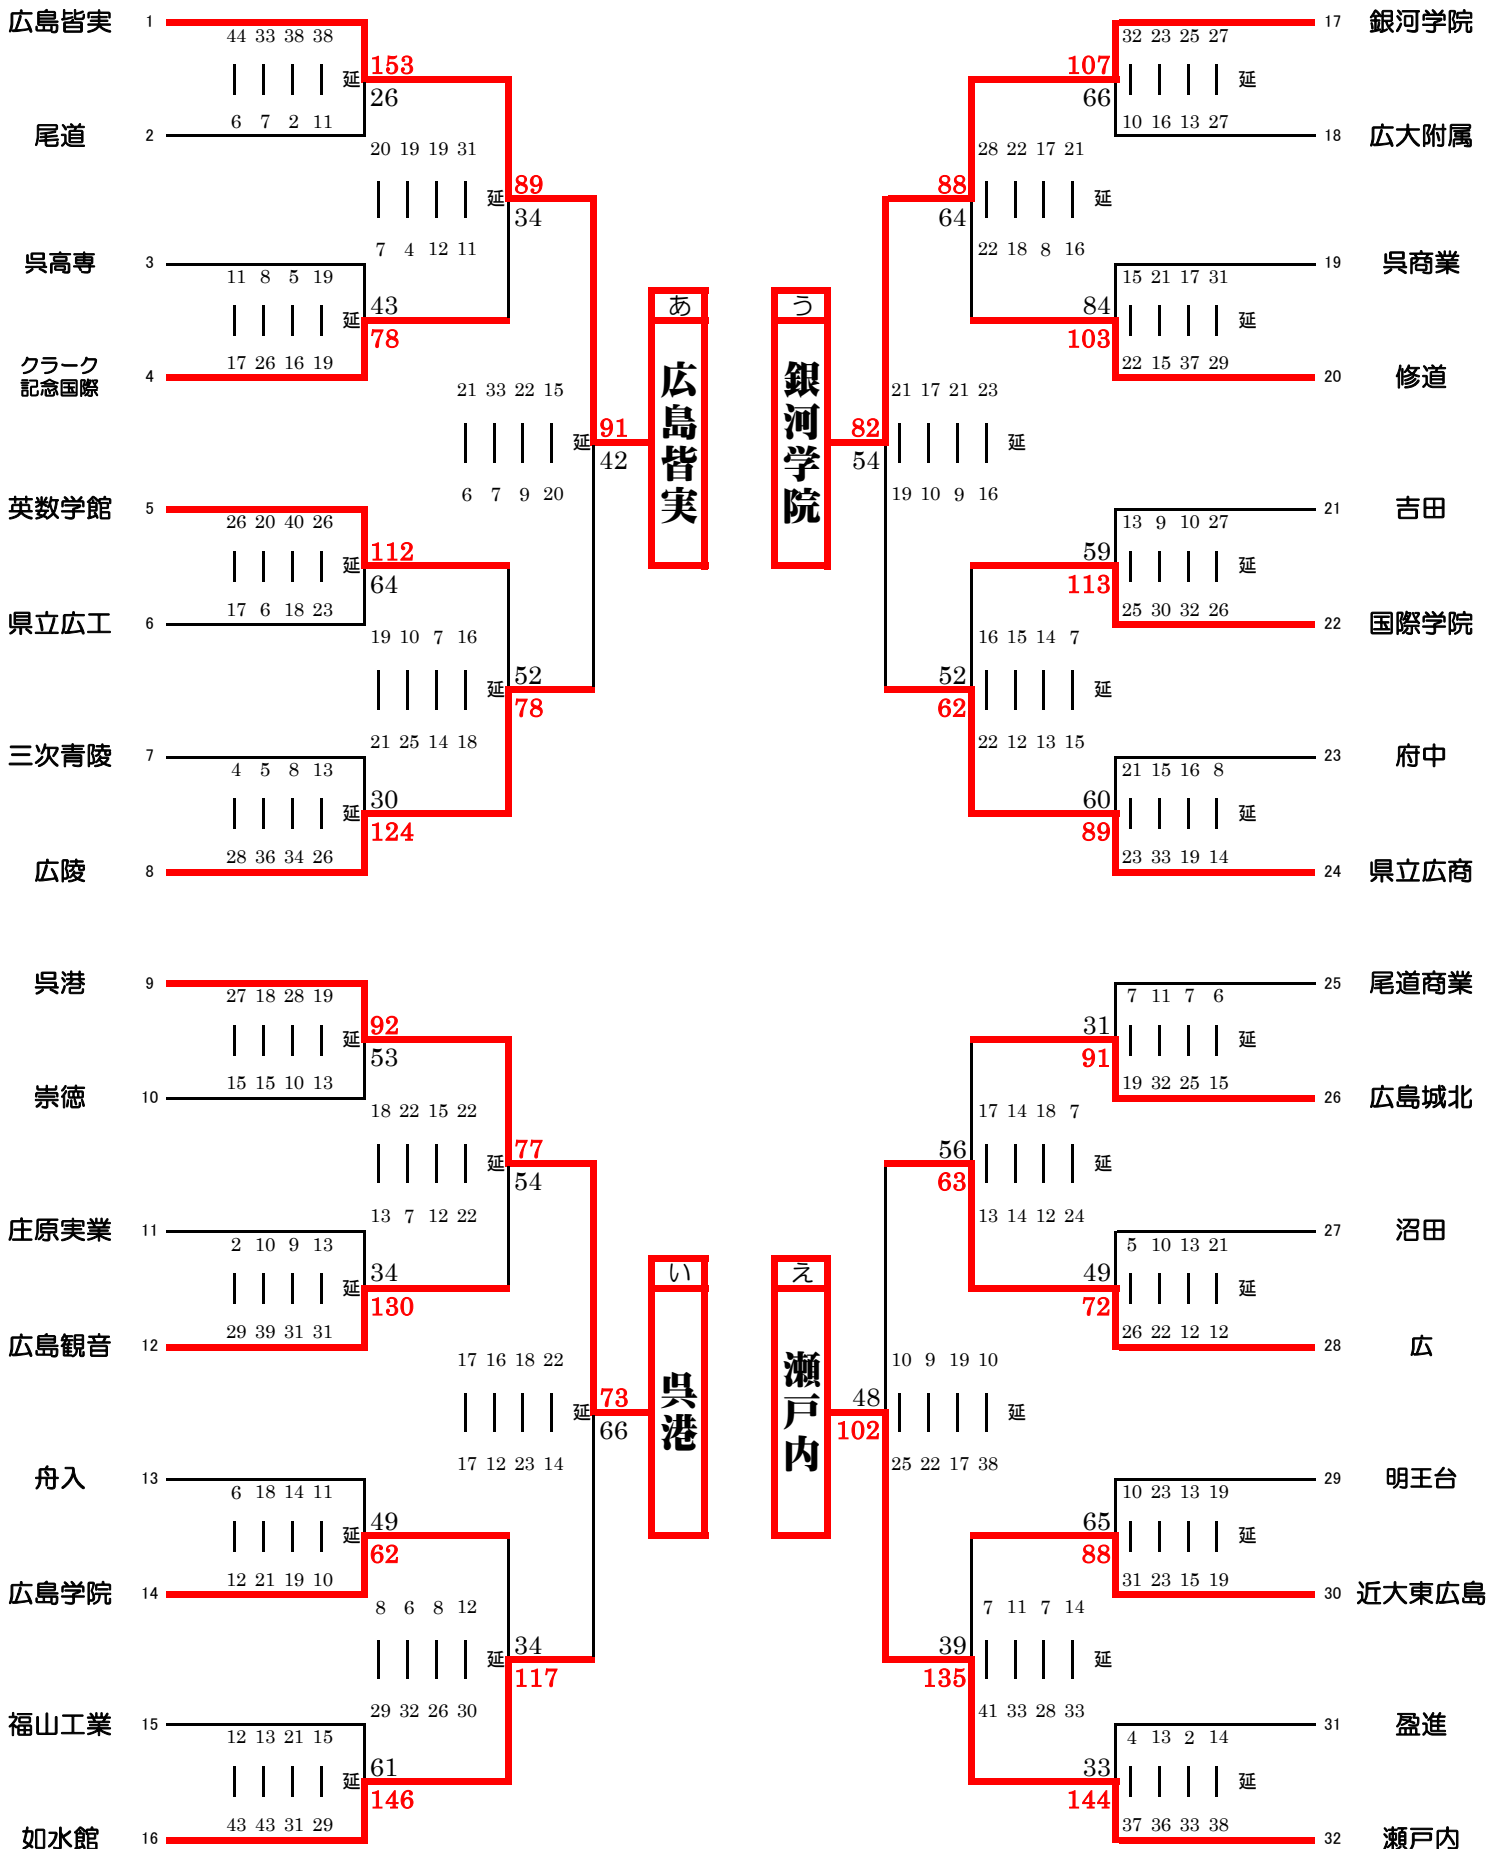 広島皆実 1
44 33 38 38
延
153
26
6 7 2 11
尾道 2
20 19 19 31
延
89
34
7 4 12 11
呉高専 3
11 8 5 19
延
43
78
17 26 16 19
クラーク
記念国際 4
21 33 22 15
延
91
42
6 7 9 20
あ
広島皆実
英数学館 5
26 20 40 26
延
112
64
17 6 18 23
県立広工 6
19 10 7 16
延
52
78
21 25 14 18
三次青陵 7
4 5 8 13
延
30
124
28 36 34 26
広陵 8
呉港 9
27 18 28 19
延
92
53
15 15 10 13
崇徳 10
18 22 15 22
延
77
54
13 7 12 22
庄原実業 11
2 10 9 13
延
34
130
29 39 31 31
広島観音 12
17 16 18 22
延
73
66
17 12 23 14
い
呉港
舟入 13
6 18 14 11
延
49
62
12 21 19 10
広島学院 14
8 6 8 12
延
34
117
29 32 26 30
福山工業 15
12 13 21 15
延
61
146
43 43 31 29
如水館 16
17 銀河学院
32 23 25 27
延
107
66
10 16 13 27
18 広大附属
28 22 17 21
延
88
64
22 18 8 16
19 呉商業
15 21 17 31
延
84
103
22 15 37 29
20 修道
21 17 21 23
延
82
54
19 10 9 16
う
銀河学院
21 吉田
13 9 10 27
延
59
113
25 30 32 26
22 国際学院
16 15 14 7
延
52
62
22 12 13 15
23 府中
21 15 16 8
延
60
89
23 33 19 14
24 県立広商
25 尾道商業
7 11 7 6
延
31
91
19 32 25 15
26 広島城北
17 14 18 7
延
56
63
13 14 12 24
27 沼田
5 10 13 21
延
49
72
26 22 12 12
28 広
10 9 19 10
延
48
102
25 22 17 38
え
瀬戸内
29 明王台
10 23 13 19
延
65
88
31 23 15 19
30 近大東広島
7 11 7 14
延
39
135
41 33 28 33
31 盈進
4 13 2 14
延
33
144
37 36 33 38
32 瀬戸内